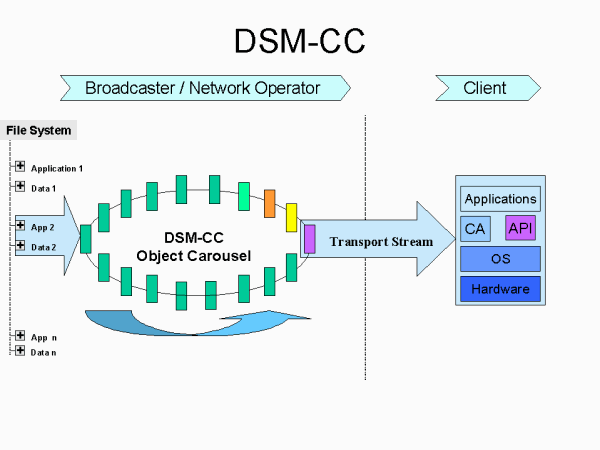 DSM-CC
Broadcaster / Network Operator
Client
File System
Application 1
Data 1
App 2
Data 2
App n
Data n
DSM-CC
Object Carousel
Transport Stream
Applications
CA
API
OS
Hardware